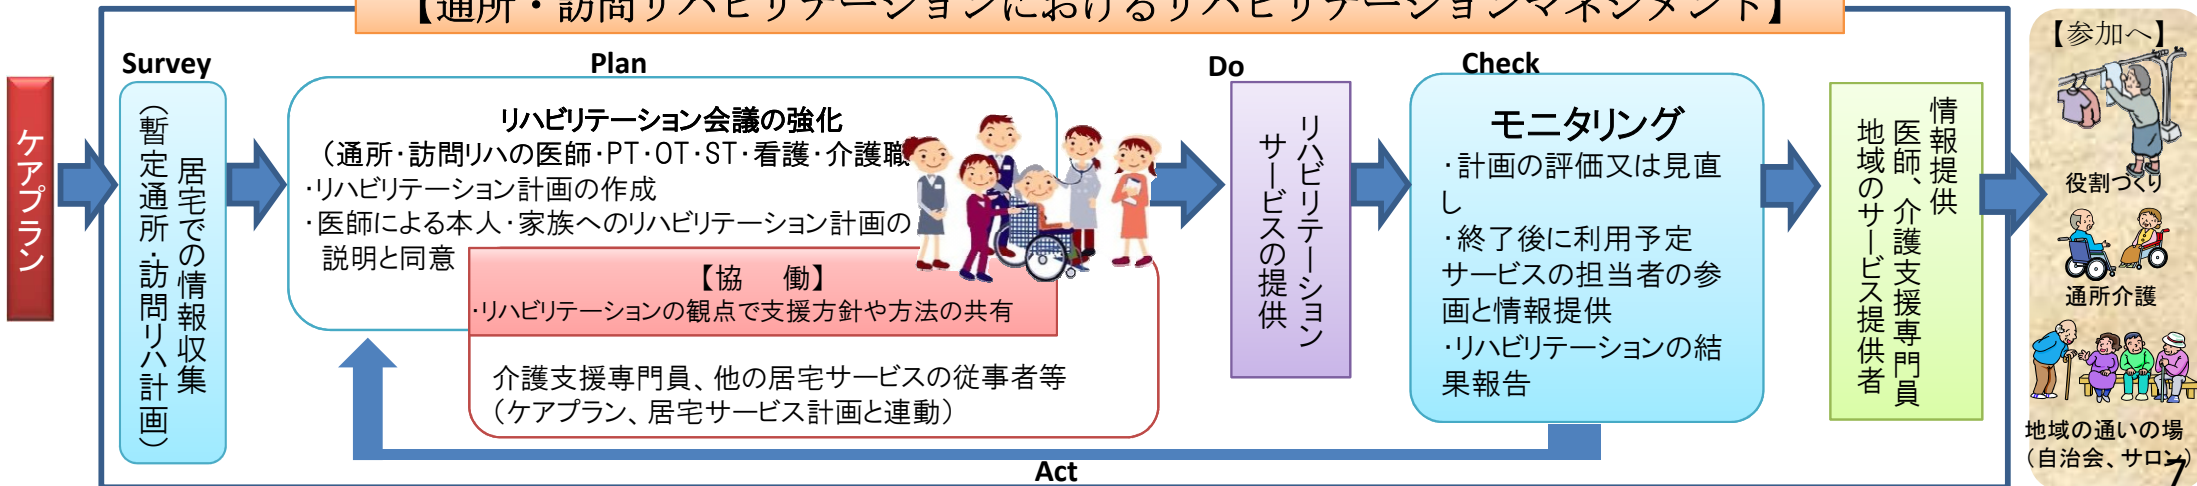 【通所・訪問リハビリテーションにおけるリハビリテーションマネジメント】
ケアプラン
Survey
居宅での情報収集
（暫定通所・訪問リハ計画）
Plan
リハビリテーション会議の強化
（通所・訪問リハの医師・PT・OT・ST・看護・介護職
・リハビリテーション計画の作成
・医師による本人・家族へのリハビリテーション計画の
説明と同意
【協　働】
・リハビリテーションの観点で支援方針や方法の共有
介護支援専門員、他の居宅サービスの従事者等
（ケアプラン、居宅サービス計画と連動）
Do
リハビリテーション
サービスの提供
Check
モニタリング
・計画の評価又は見直
し
・終了後に利用予定
サービスの担当者の参
画と情報提供
・リハビリテーションの結
果報告
Act
情報提供
医師、介護支援専門員
地域のサービス提供者
【参加へ】
役割づくり
通所介護
地域の通いの場
（自治会、サロン）
7